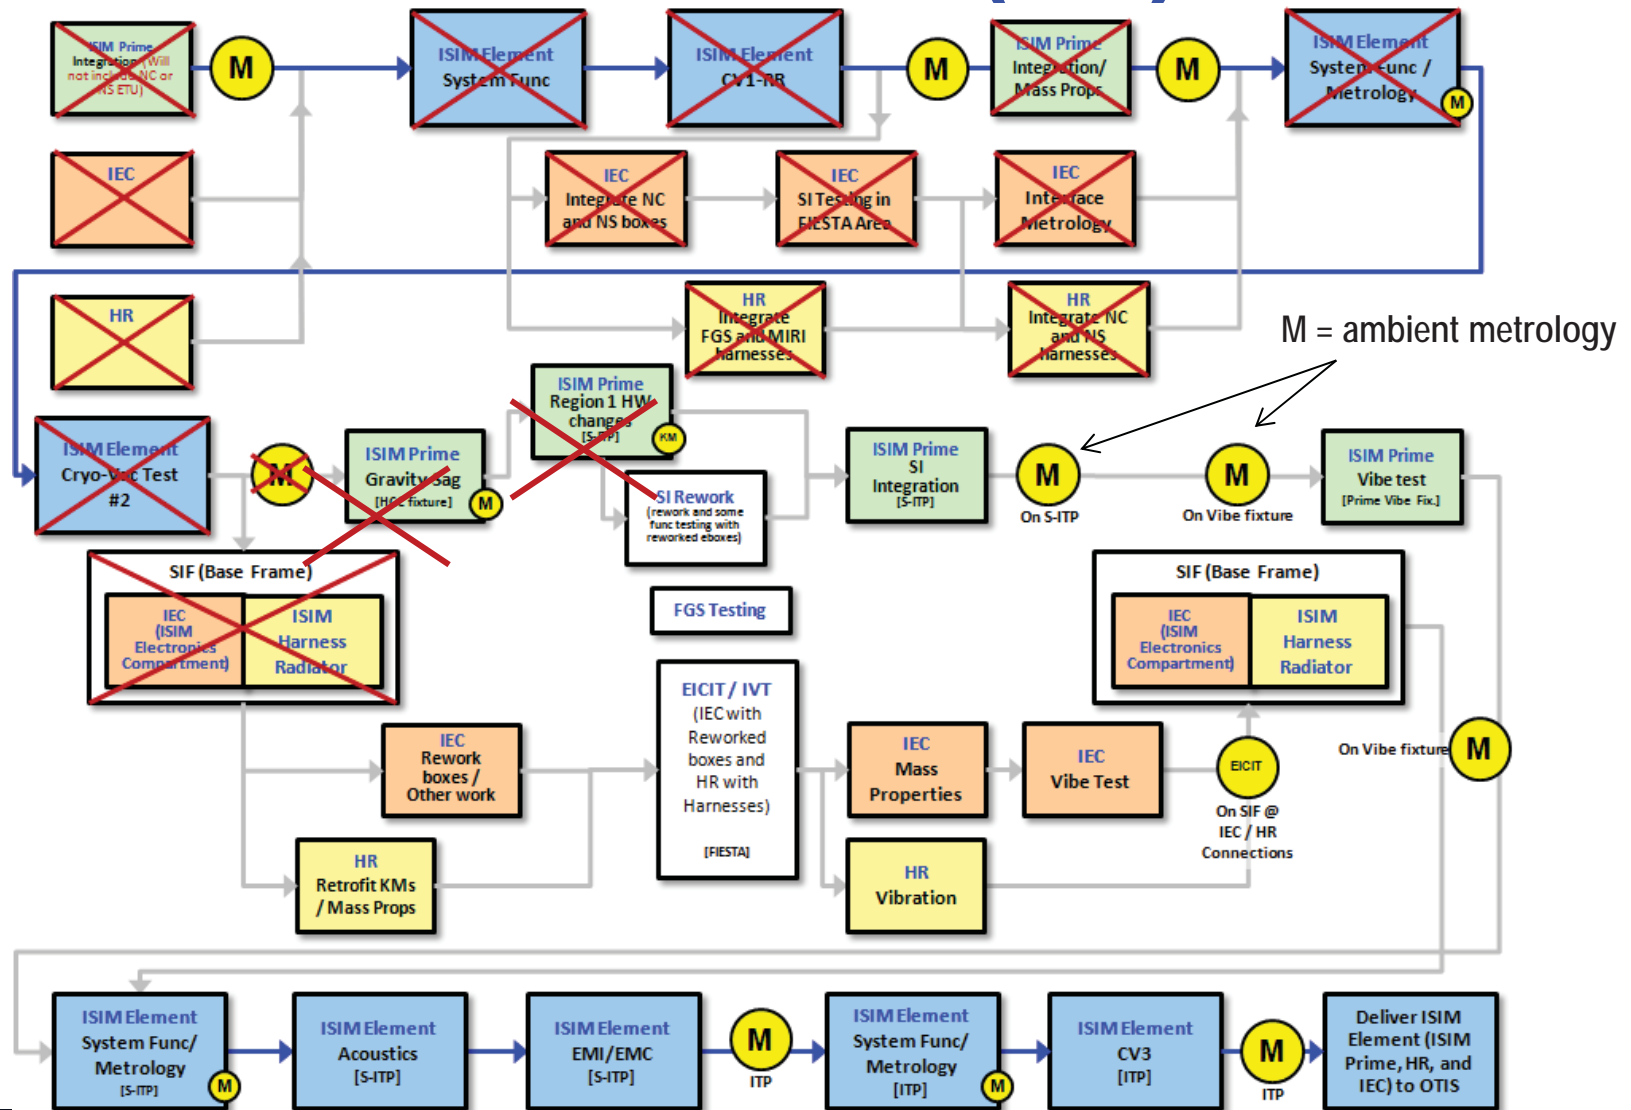 ISIM Prime
Integration (Will
not include NC or
NS ETU)
M
ISIM Element
System Func
ISIM Element
CV1-RR
M
ISIM Prime
Integration/
Mass Props
M
ISIM Element
System Func /
Metrology
M
IEC
IEC
Integrate NC
and NS boxes
IEC
SI Testing in
FIESTA Area
IEC
Interface
Metrology
HR
HR
Integrate
FGS and MIRI
harnesses
HR
Integrate NC
and NS
harnesses
M = ambient metrology
ISIM Element
Cryo-Vac Test
#2
M
ISIM Prime
Gravity Sag
[HGL fixture]
M
ISIM Prime
Region 1 HW
changes
[S-ITP]
KM
SI Rework
(rework and some
func testing with
reworked eboxes)
ISIM Prime
SI
Integration
[S-ITP]
M
On S-ITP
M
On Vibe fixture
ISIM Prime
Vibe test
[Prime Vibe Fix.]
SIF (Base Frame)
IEC
(ISIM
Electronics
Compartment)
ISIM
Harness
Radiator
FGS Testing
SIF (Base Frame)
IEC
(ISIM
Electronics
Compartment)
ISIM
Harness
Radiator
IEC
Rework
boxes /
Other work
EICIT / IVT
(IEC with
Reworked
boxes and
HR with
Harnesses)
[FIESTA]
IEC
Mass
Properties
IEC
Vibe Test
EICIT
On SIF @
IEC / HR
Connections
On Vibe fixture
M
HR
Retrofit KMs
/ Mass Props
HR
Vibration
ISIM Element
System Func/
Metrology
[S-ITP]
M
ISIM Element
Acoustics
[S-ITP]
ISIM Element
EMI/EMC
[S-ITP]
M
ITP
ISIM Element
System Func/
Metrology
[ITP]
M
ISIM Element
CV3
[ITP]
M
ITP
Deliver ISIM
Element (ISIM
Prime, HR, and
IEC) to OTIS